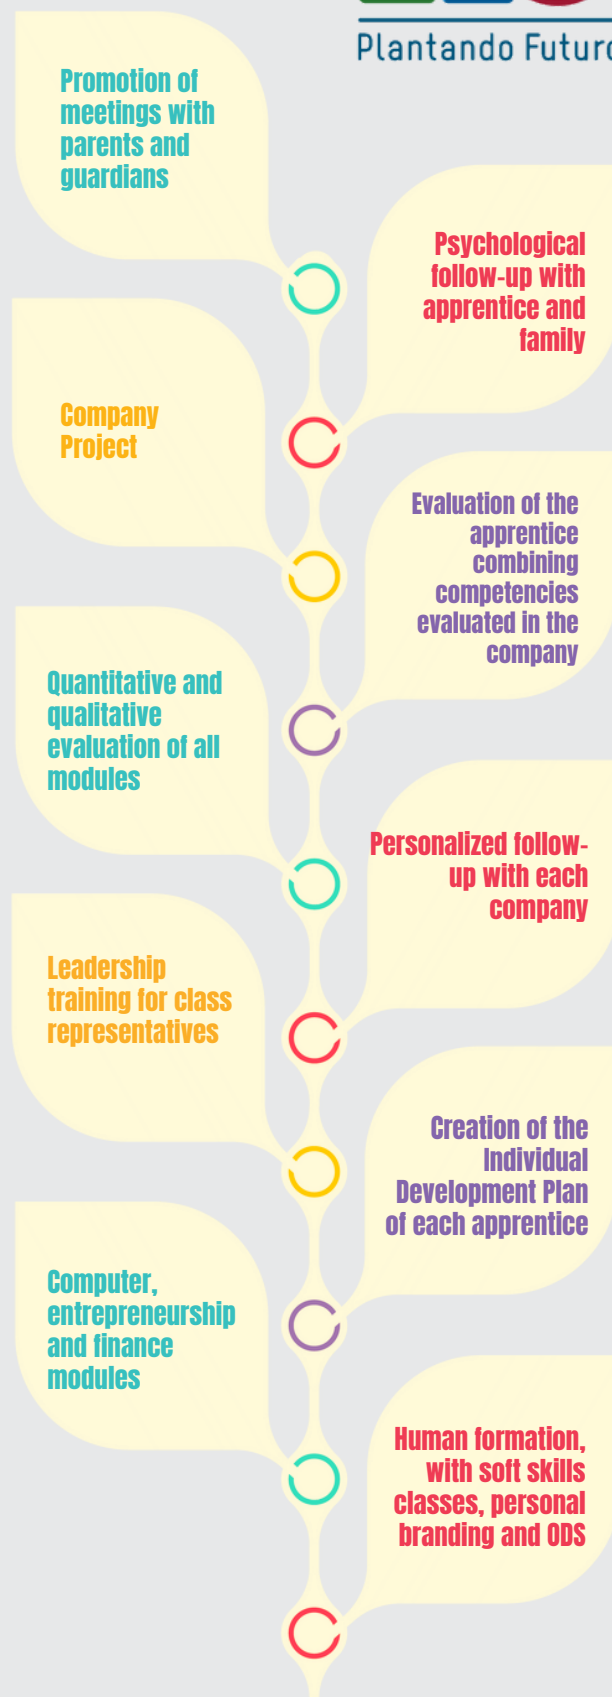 Plantando Futuro
Promotion of
meetings with
parents and
guardians
Psychological
follow-up with
apprentice and
family
Company
Project
Evaluation of the
apprentice
combining
competencies
evaluated in the
company
Quantitative and
qualitative
evaluation of all
modules
Personalized follow-
up with each
company
Leadership
training for class
representatives
Creation of the
Individual
Development Plan
of each apprentice
Computer,
entrepreneurship
and finance
modules
Human formation,
with soft skills
classes, personal
branding and ODS